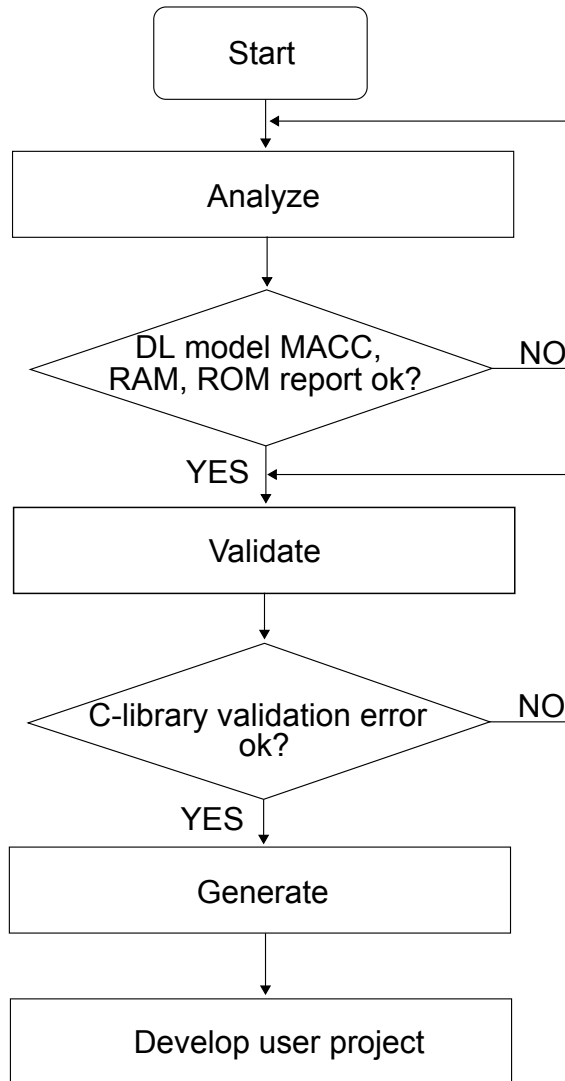 Start
Analyze
DL model MACC,
RAM, ROM report ok?
NO
YES
Validate
C-library validation error
ok?
NO
YES
Generate
Develop user project